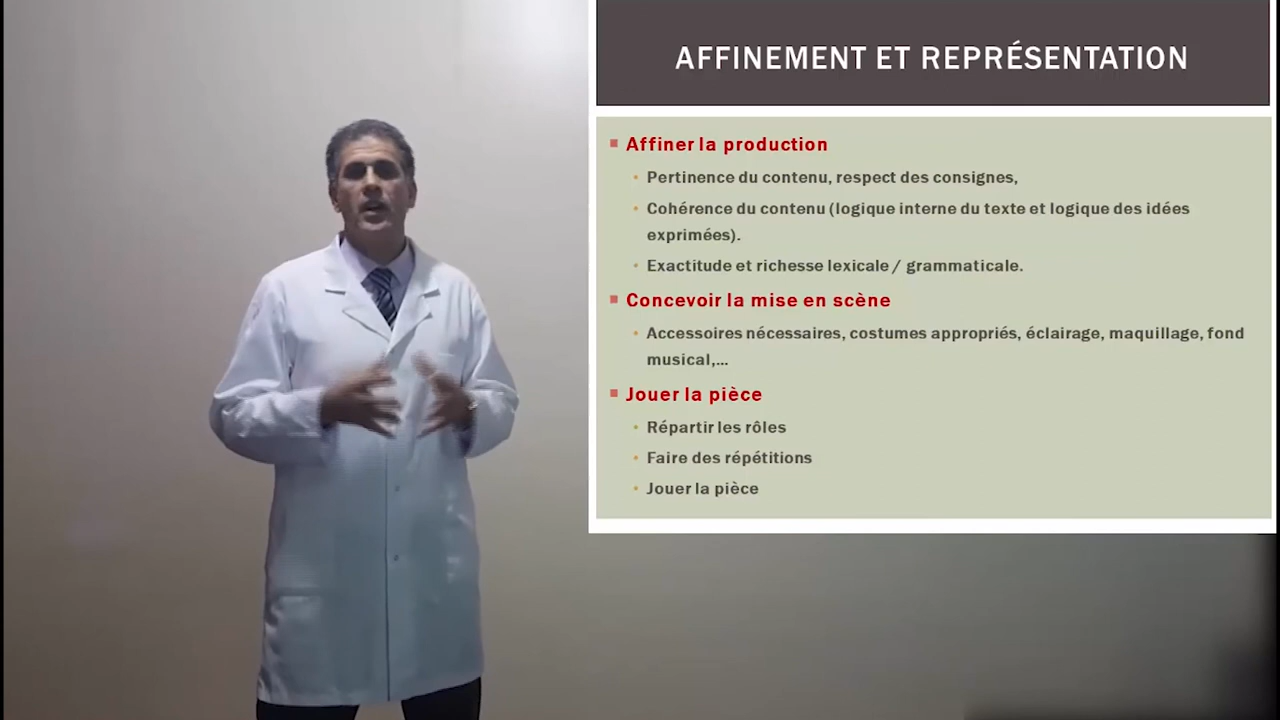 AFFINEMENT ET REPRÉSENTATION
Affiner la production
Pertinence du contenu, respect des consignes,
Cohérence du contenu (logique interne du texte et logique des idées
exprimées).
Exactitude et richesse lexicale / grammaticale.
Concevoir la mise en scène
Accessoires nécessaires, costumes appropriés, éclairage, maquillage, fond
musical,...
Jouer la pièce
Répartir les rôles
Faire des répétitions
Jouer la pièce